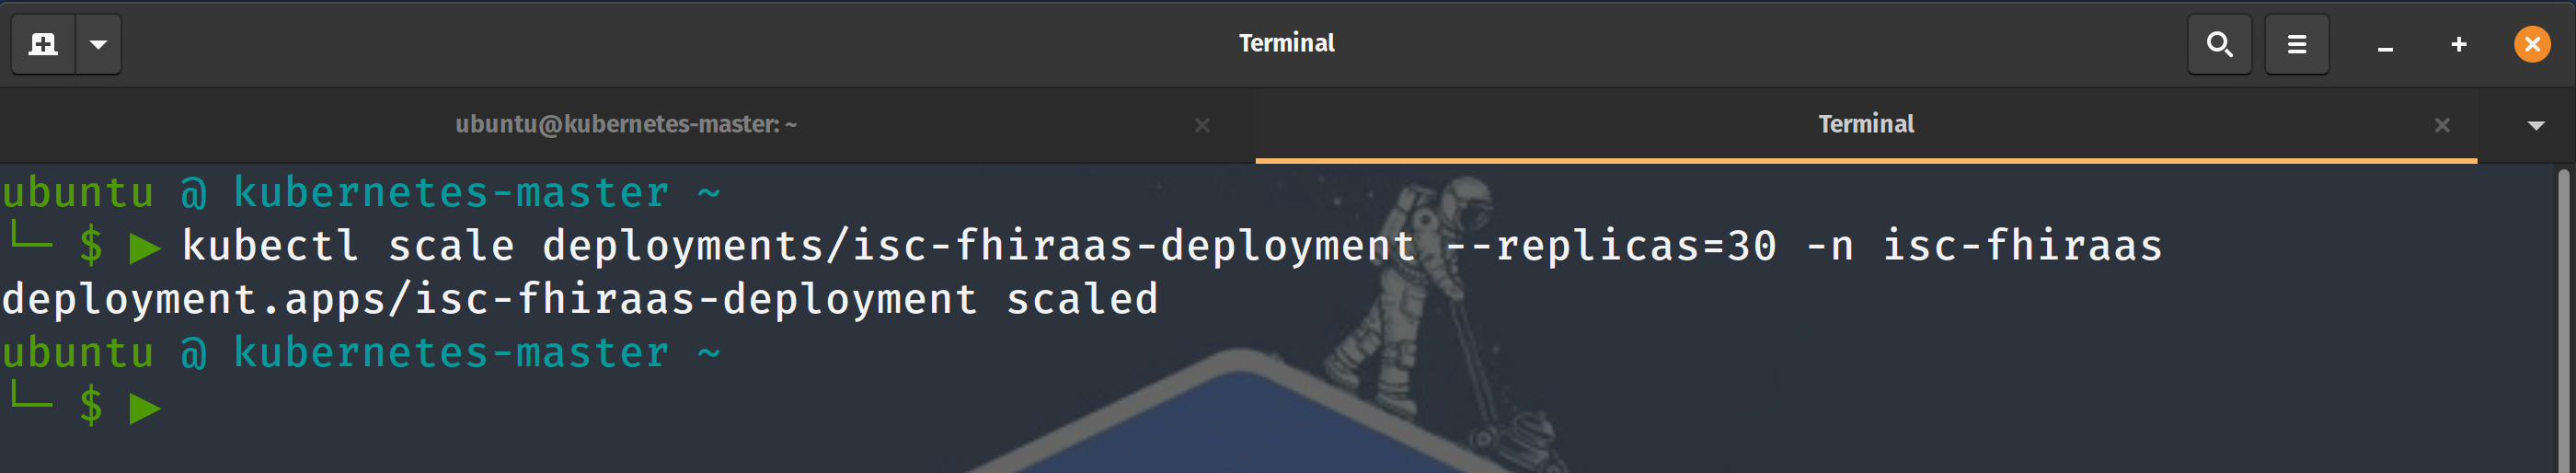 Terminal
ubuntu@kubernetes-master: ~
Terminal
ubuntu @ kubernetes-master ~
└─ $ ▶ kubectl scale deployments/isc-fhiraas-deployment --replicas=30 -n isc-fhiraas
deployment.apps/isc-fhiraas-deployment scaled
ubuntu @ kubernetes-master ~
└─ $ ▶